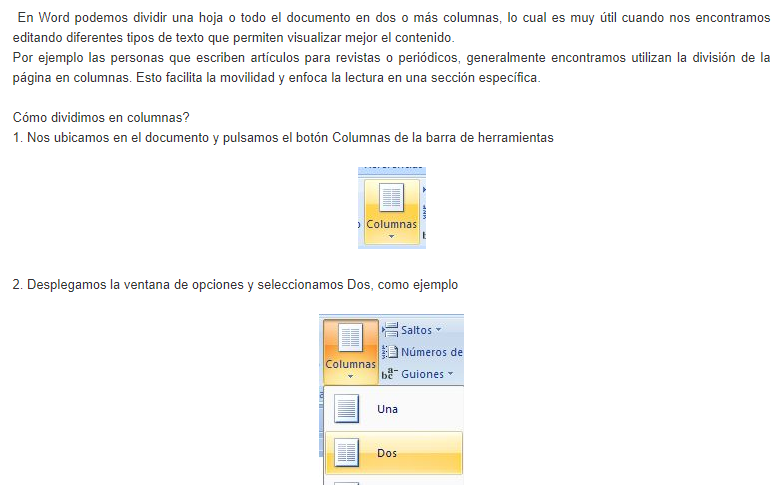 En Word podemos dividir una hoja o todo el documento en dos o más columnas, lo cual es muy útil cuando nos encontramos
editando diferentes tipos de texto que permiten visualizar mejor el contenido.
Por ejemplo las personas que escriben artículos para revistas o periódicos, generalmente encontramos utilizan la división de la
página en columnas. Esto facilita la movilidad y enfoca la lectura en una sección específica.
Cómo dividimos en columnas?
1. Nos ubicamos en el documento y pulsamos el botón Columnas de la barra de herramientas
Columnas
2. Desplegamos la ventana de opciones y seleccionamos Dos, como ejemplo
Saltos
Números de
Columnas
Guiones
Una
Dos